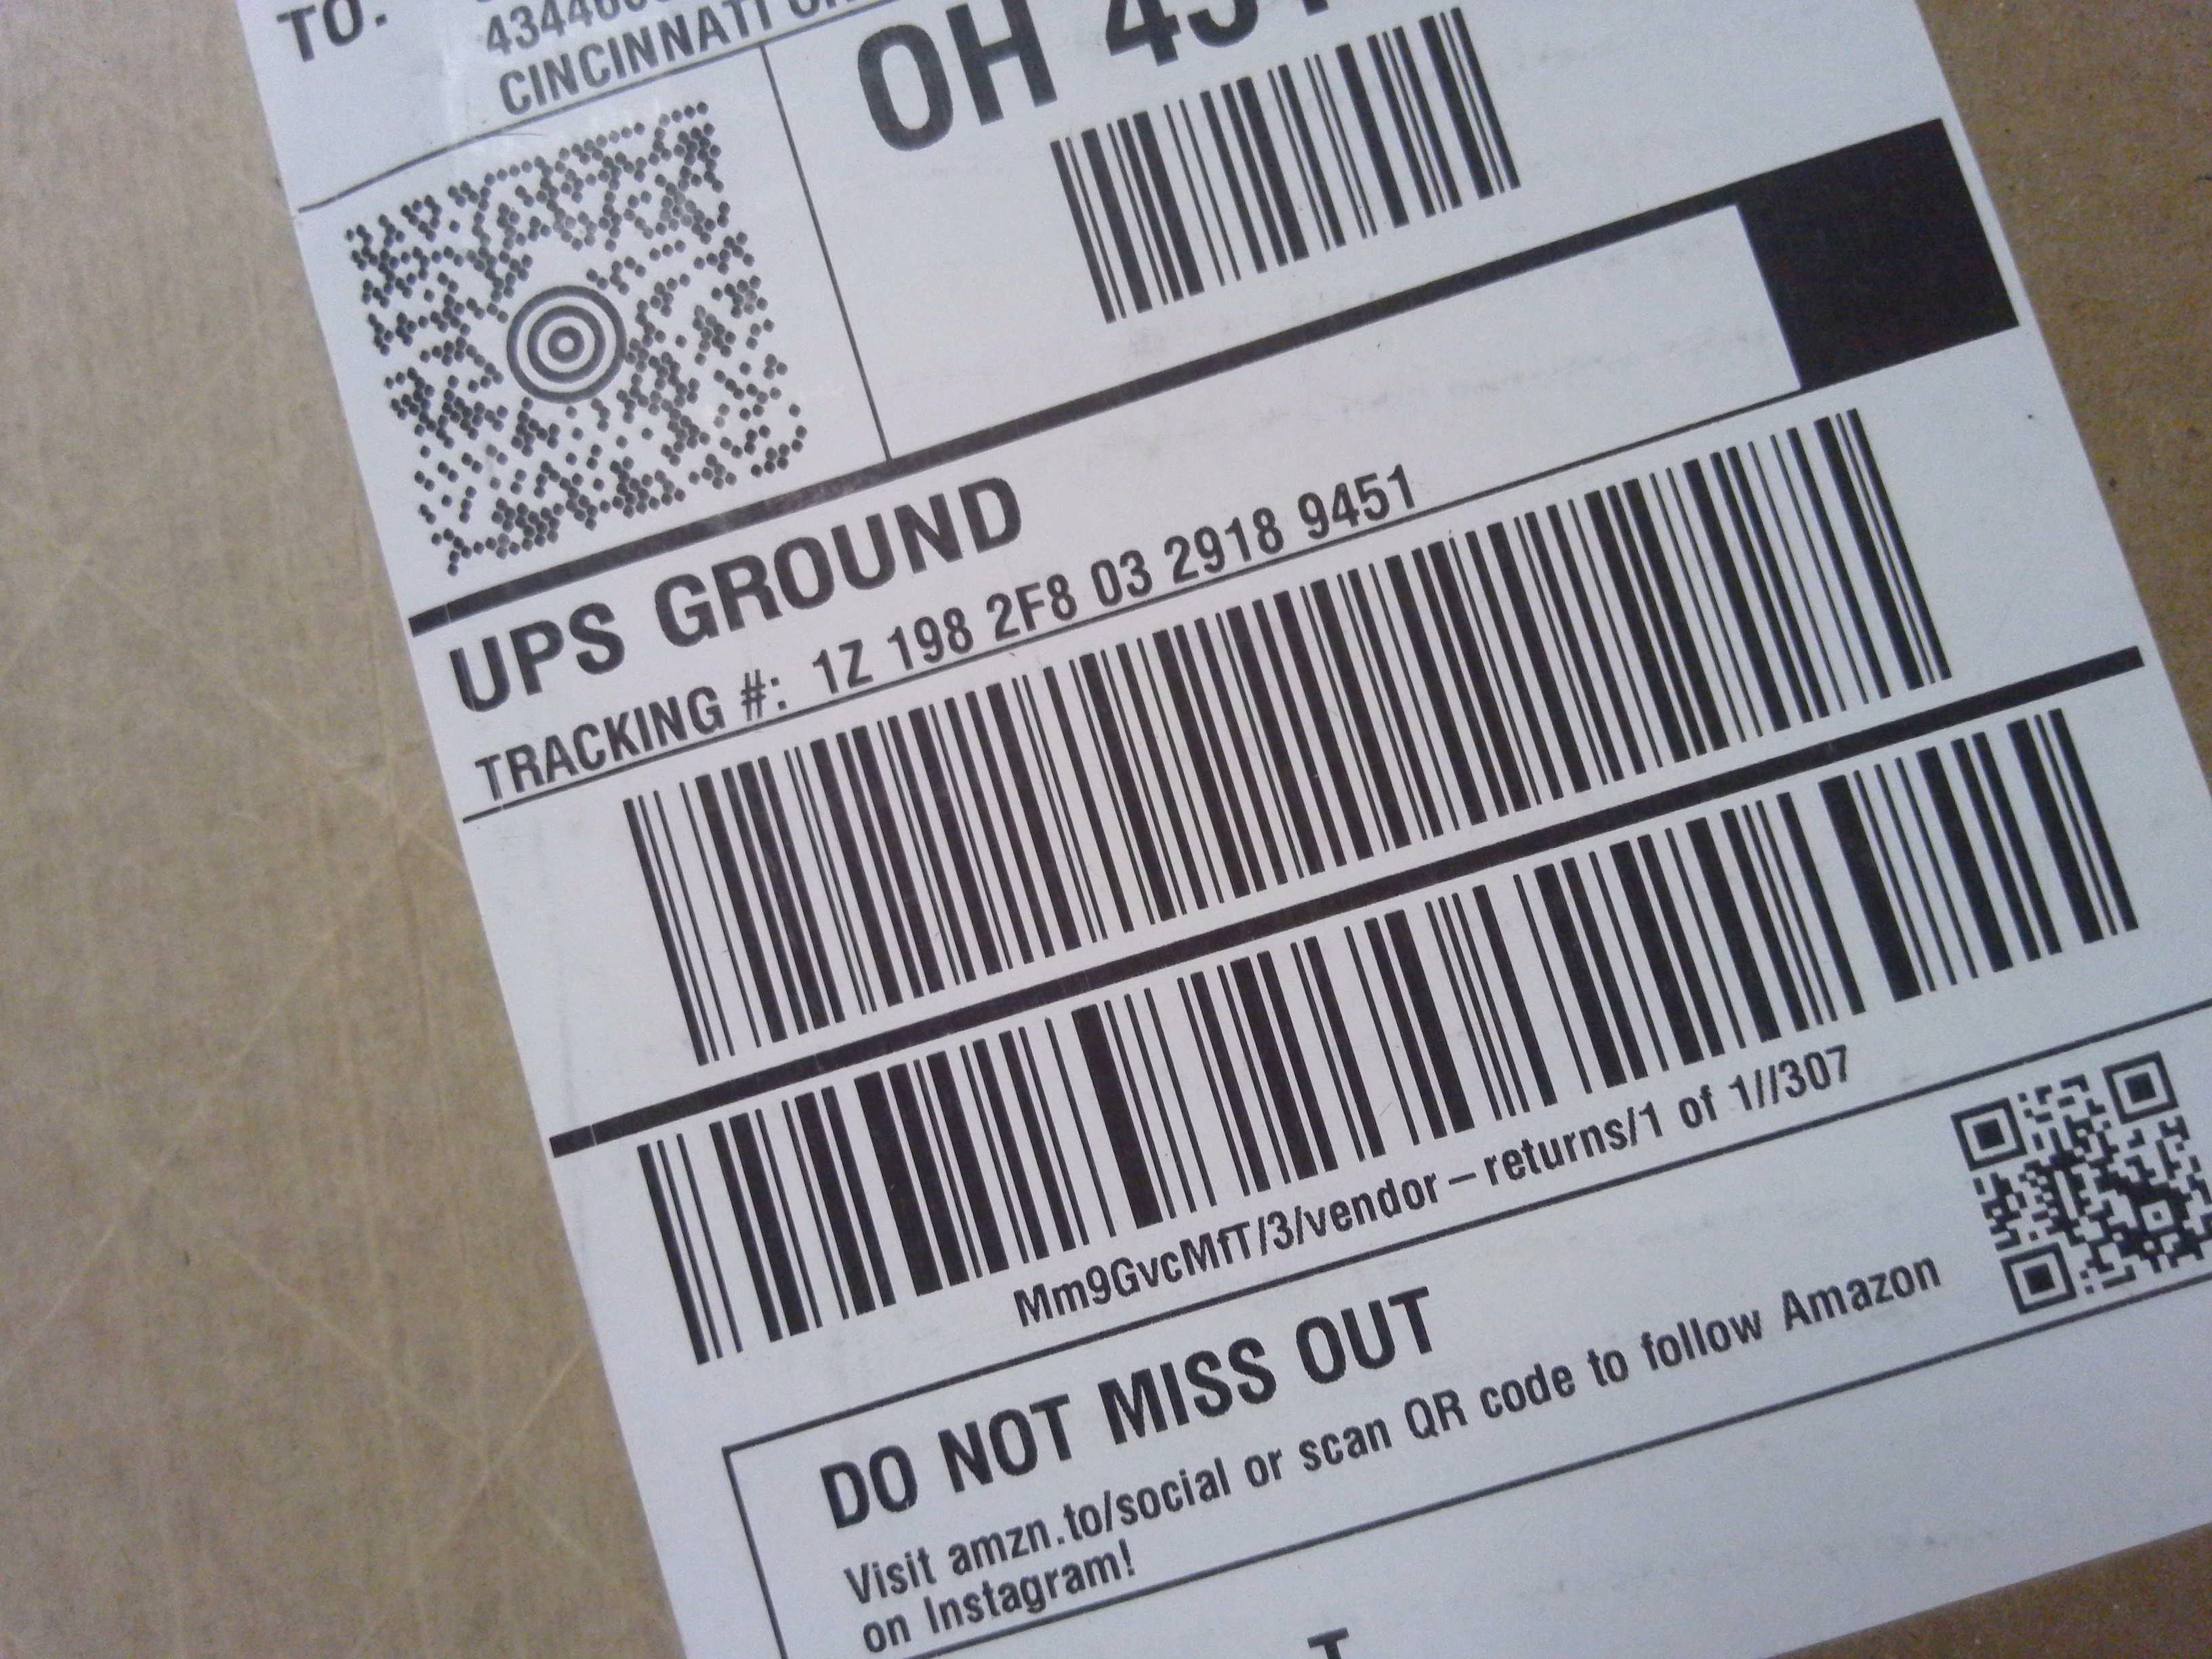 TO:
CINCINNATI
OH
UPS GROUND
TRACKING #: 1Z 198 2F8 03 2918 9451
Mm9GvcMfT/3/vendor-returns/1 of 1//307
DO NOT MISS OUT
Visit amzn.to/social or scan QR code to follow Amazon
on Instagram!